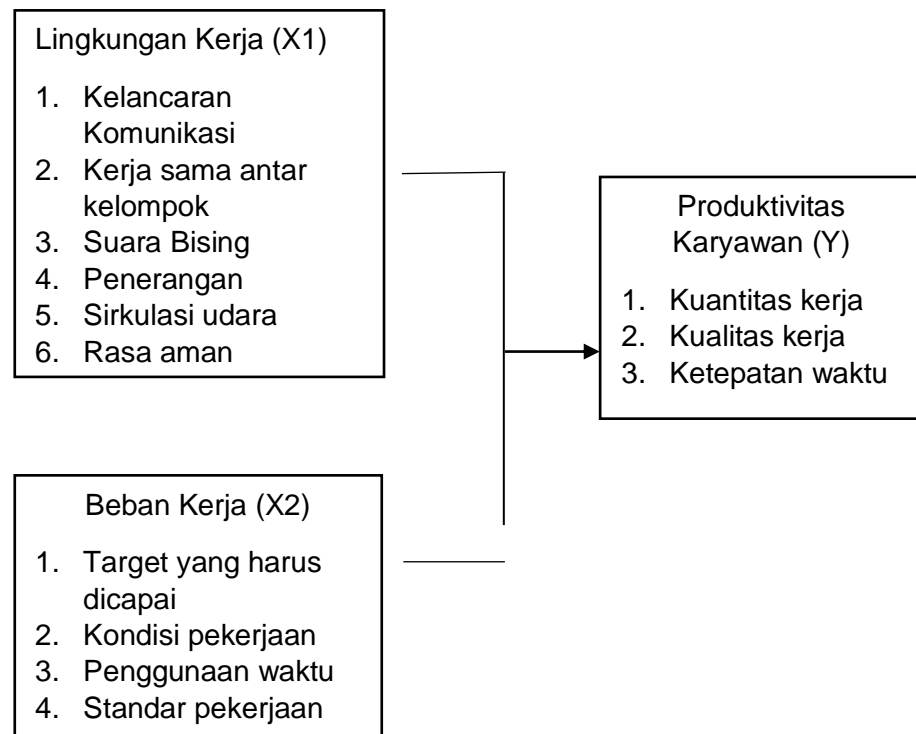 Lingkungan Kerja (X1)
1. Kelancaran
Komunikasi
2. Kerja sama antar
kelompok
3. Suara Bising
4. Penerangan
5. Sirkulasi udara
6. Rasa aman
Produktivitas
Karyawan (Y)
1. Kuantitas kerja
2. Kualitas kerja
3. Ketepatan waktu
Beban Kerja (X2)
1. Target yang harus
dicapai
2. Kondisi pekerjaan
3. Penggunaan waktu
4. Standar pekerjaan